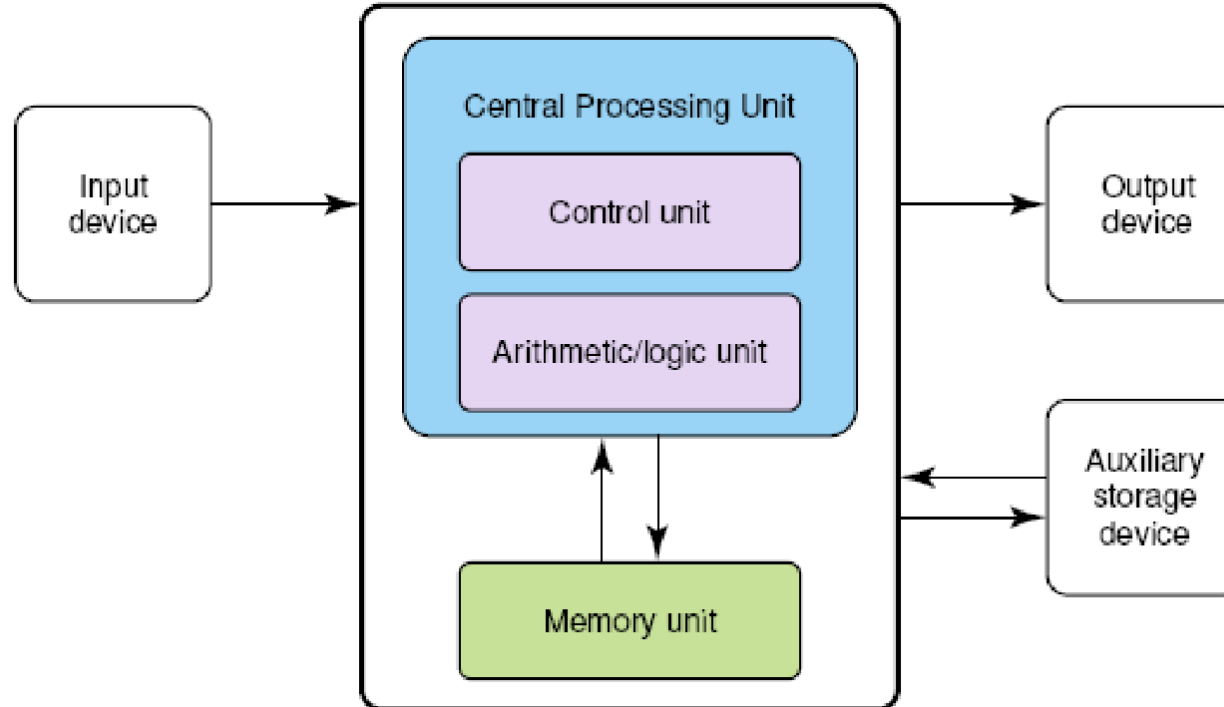 Central Processing Unit
Input
device
Control unit
Output
device
Arithmetic/logic unit
Auxiliary
storage
device
Memory unit